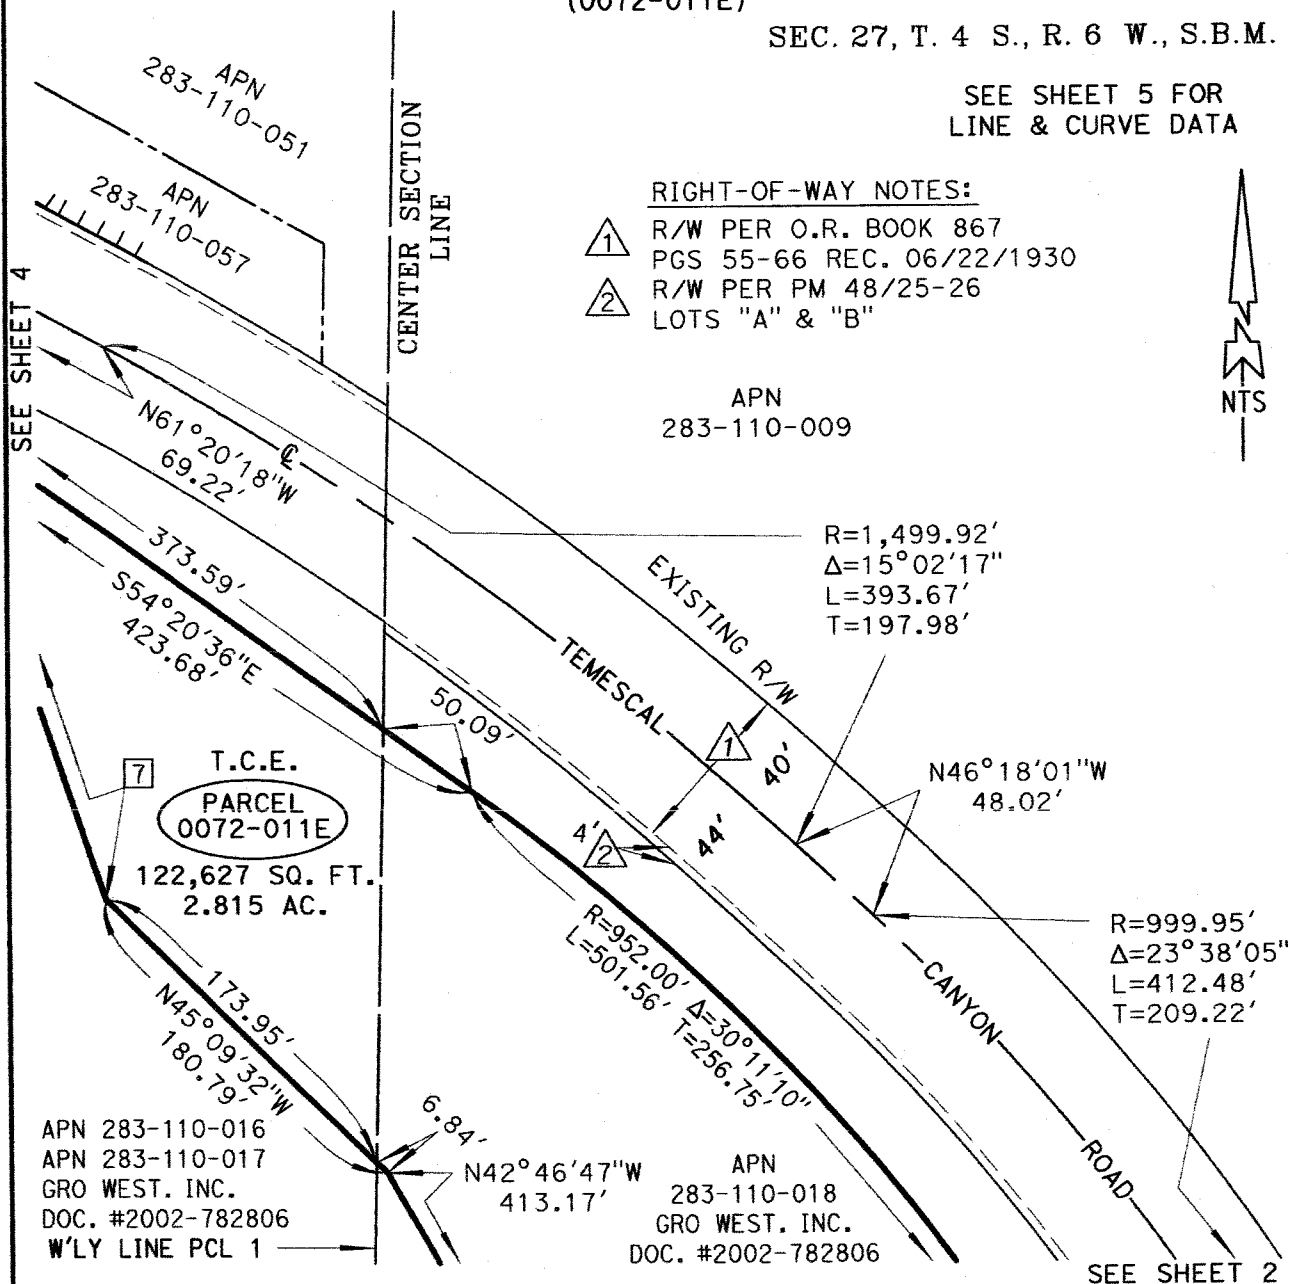 (0072-011E)
SEC. 27, T. 4 S., R. 6 W., S.B.M.
SEE SHEET 5 FOR
LINE & CURVE DATA
APN
283-110-051
APN
283-110-057
CENTER SECTION
LINE
RIGHT-OF-WAY NOTES:
1 R/W PER O.R. BOOK 867
PGS 55-66 REC. 06/22/1930
2 R/W PER PM 48/25-26
LOTS "A" & "B"
NTS
SEE SHEET 4
APN
283-110-009
N61°20'18"W
69.22'
℄
R=1,499.92'
Δ=15°02'17"
L=393.67'
T=197.98'
EXISTING R/W
373.59'
S54°20'36"E
423.68'
50.09'
TEMESCAL
1
40'
N46°18'01"W
48.02'
7
T.C.E.
PARCEL
0072-011E
122,627 SQ. FT.
2.815 AC.
4'
2
44'
R=952.00' Δ=30°11'10"
L=501.56' T=256.75'
CANYON
R=999.95'
Δ=23°38'05"
L=412.48'
T=209.22'
173.95'
N45°09'32"W
180.79'
6.84'
N42°46'47"W
413.17'
ROAD
APN 283-110-016
APN 283-110-017
GRO WEST. INC.
DOC. #2002-782806
W'LY LINE PCL 1
APN
283-110-018
GRO WEST. INC.
DOC. #2002-782806
SEE SHEET 2